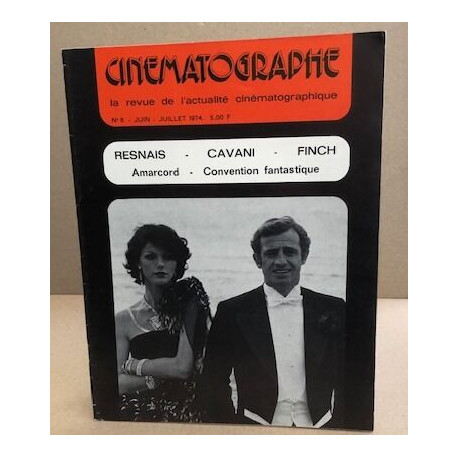 CINEMATOGRAPHE
la revue de l'actualité cinématographique
N° 8 - JUIN - JUILLET 1974. 5,00 F
RESNAIS - CAVANI - FINCH
Amarcord - Convention fantastique